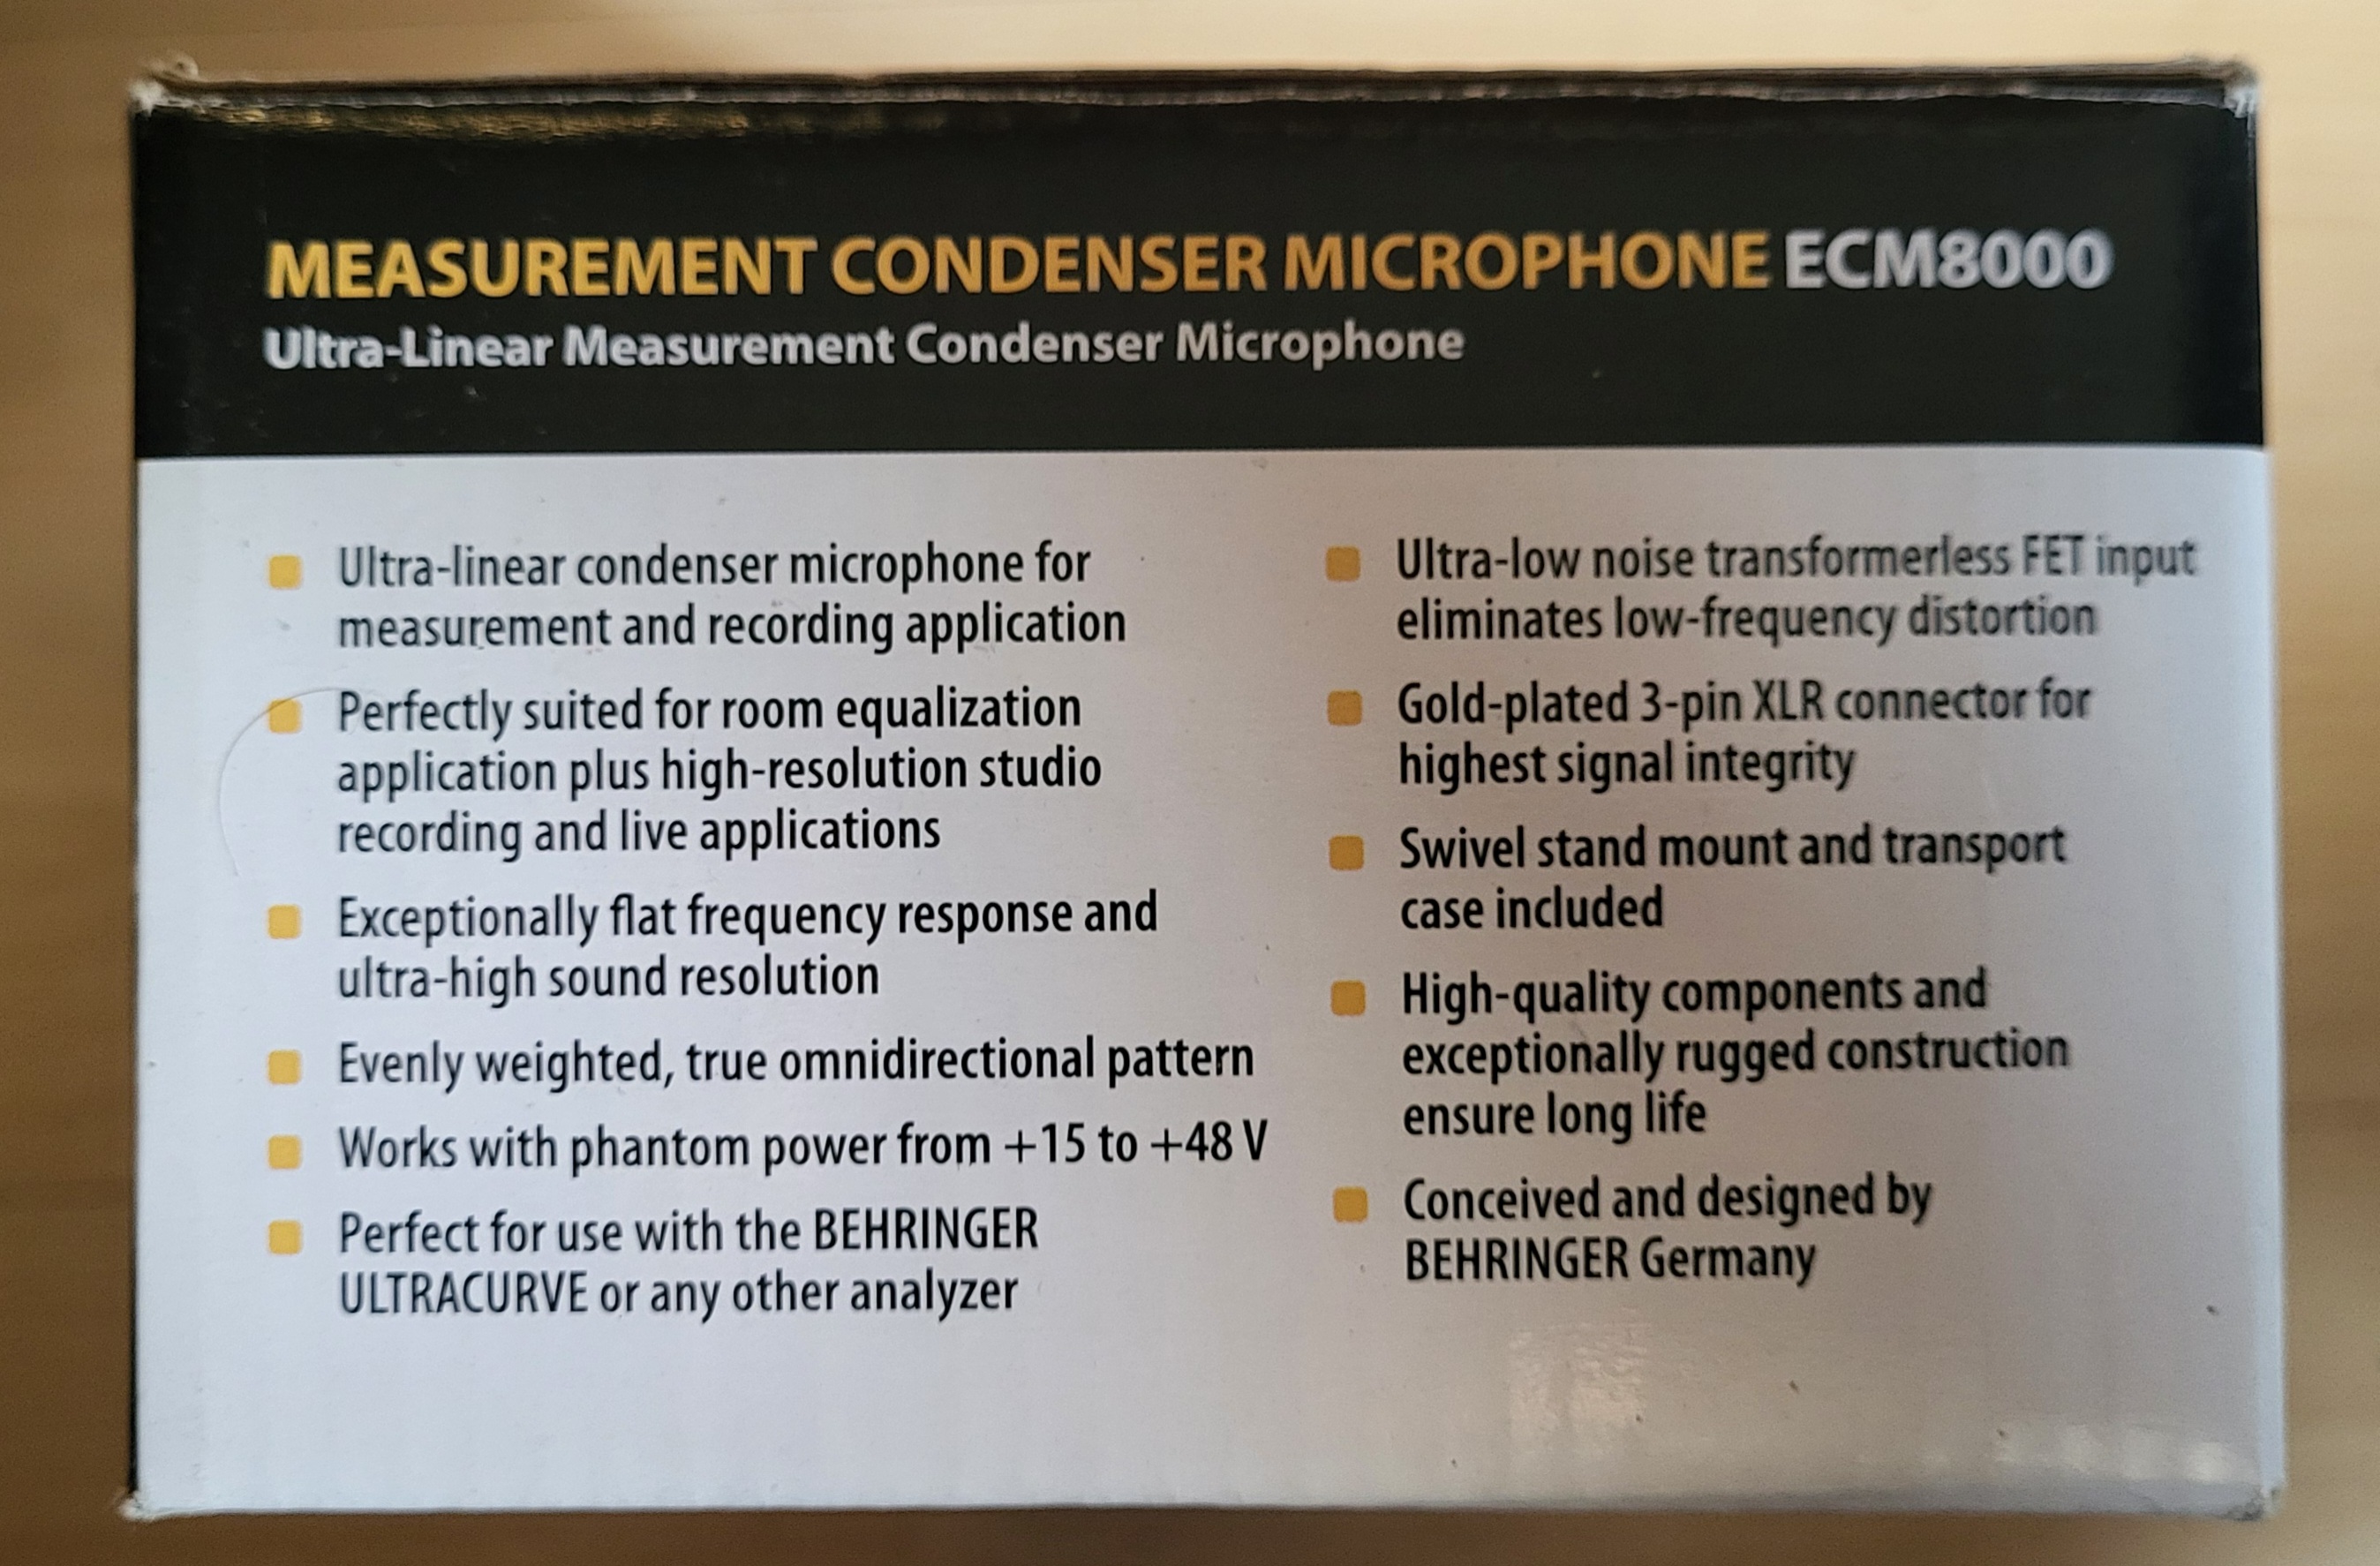 MEASUREMENT CONDENSER MICROPHONE ECM8000
Ultra-Linear Measurement Condenser Microphone
Ultra-linear condenser microphone for
measurement and recording application
Perfectly suited for room equalization
application plus high-resolution studio
recording and live applications
Exceptionally flat frequency response and
ultra-high sound resolution
Evenly weighted, true omnidirectional pattern
Works with phantom power from +15 to +48 V
Perfect for use with the BEHRINGER
ULTRACURVE or any other analyzer
Ultra-low noise transformerless FET input
eliminates low-frequency distortion
Gold-plated 3-pin XLR connector for
highest signal integrity
Swivel stand mount and transport
case included
High-quality components and
exceptionally rugged construction
ensure long life
Conceived and designed by
BEHRINGER Germany